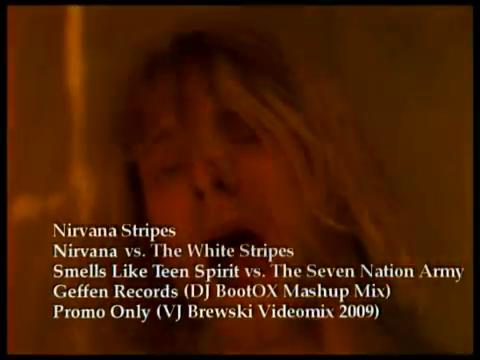 Nirvana Stripes
Nirvana vs. The White Stripes
Smells Like Teen Spirit vs. The Seven Nation Army
Geffen Records (DJ BootOX Mashup Mix)
Promo Only (VJ Brewski Videomix 2009)